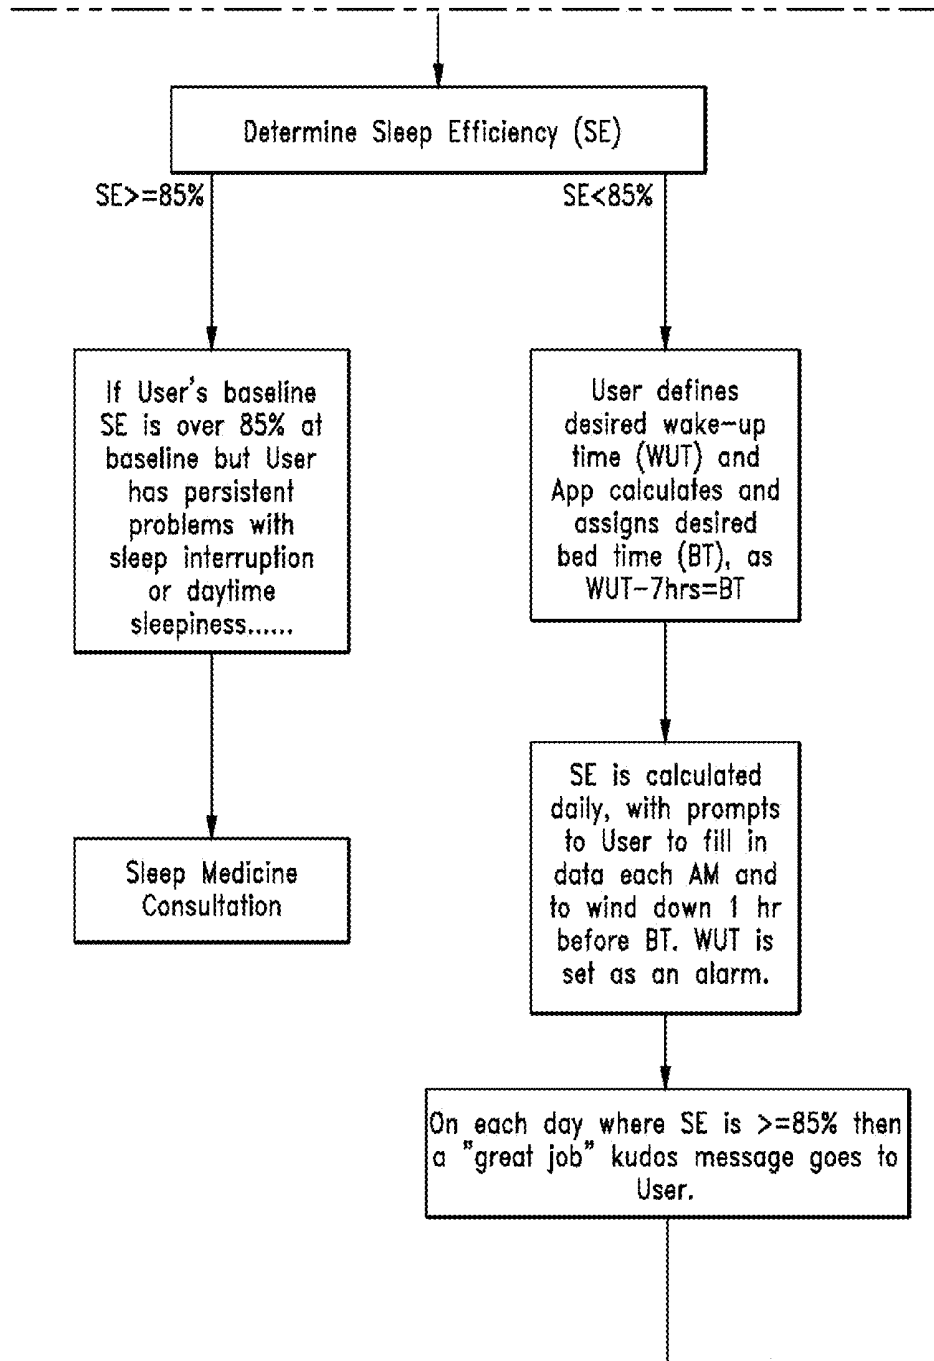 Determine Sleep Efficiency (SE)
SE>=85%
SE<85%
If User's baseline
SE is over 85% at
baseline but User
has persistent
problems with
sleep interruption
or daytime
sleepiness......
Sleep Medicine
Consultation
User defines
desired wake-up
time (WUT) and
App calculates and
assigns desired
bed time (BT), as
WUT-7hrs=BT
SE is calculated
daily, with prompts
to User to fill in
data each AM and
to wind down 1 hr
before BT. WUT is
set as an alarm.
On each day where SE is >=85% then
a "great job" kudos message goes to
User.